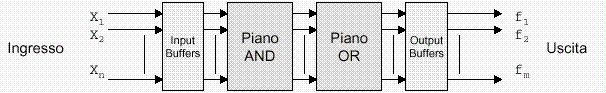 Ingresso
X1
X2
Xn
Input
Buffers
Piano
AND
Piano
OR
Output
Buffers
f1
f2
fm
Uscita